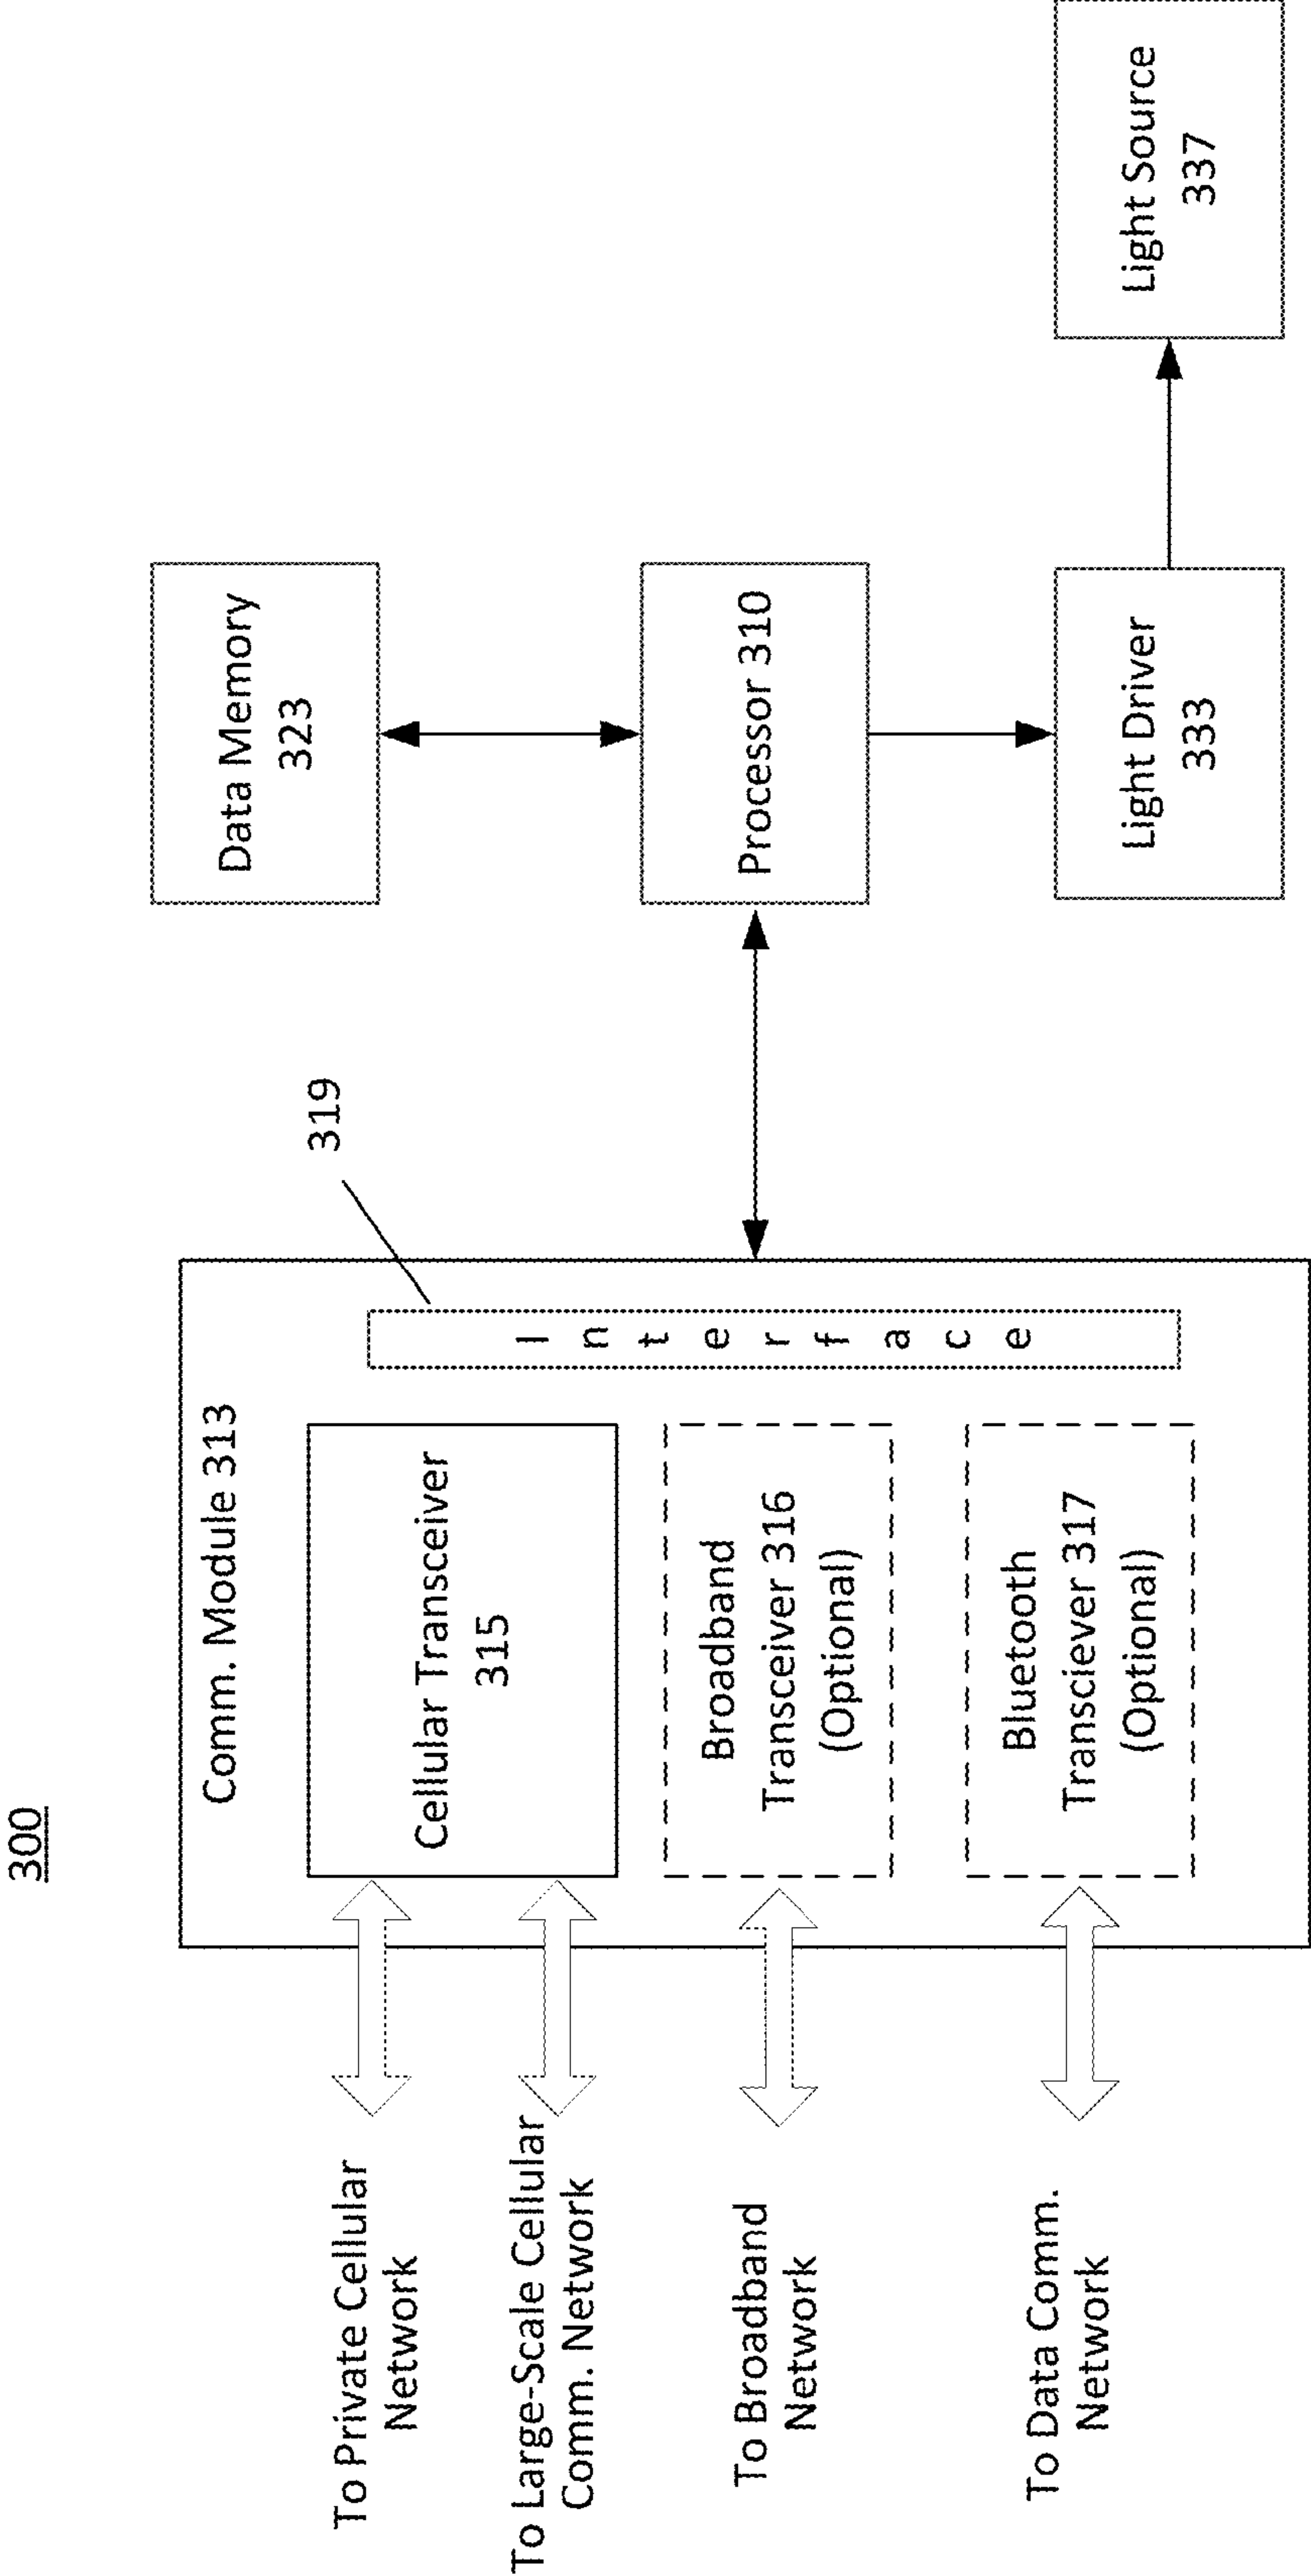 300
To Private Cellular
Network
To Large-Scale Cellular
Comm. Network
To Broadband
Network
To Data Comm.
Network
Comm. Module 313
Cellular Transceiver
315
Broadband
Transceiver 316
(Optional)
Bluetooth
Transciever 317
(Optional)
Interface
319
Data Memory
323
Processor 310
Light Driver
333
Light Source
337